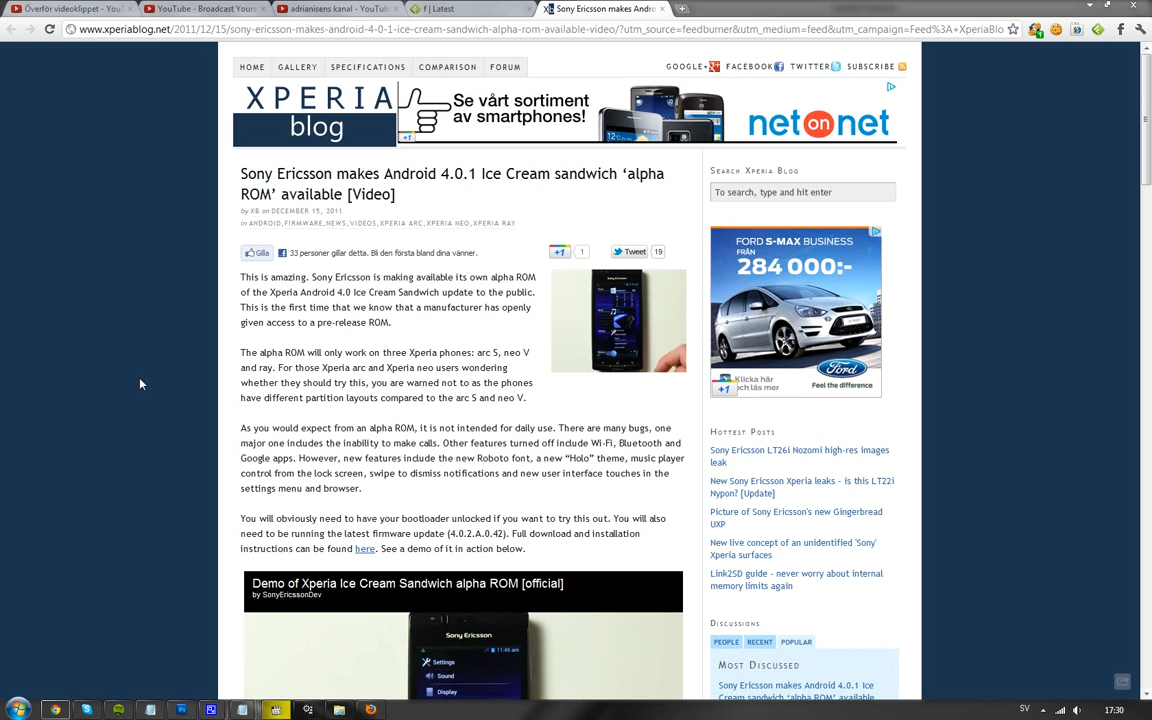 Överför videoklippet - YouT
YouTube - Broadcast Yours
adrianisens kanal - YouTub
f | Latest
Xb Sony Ericsson makes Andro
www.xperiablog.net/2011/12/15/sony-ericsson-makes-android-4-0-1-ice-cream-sandwich-alpha-rom-available-video/?utm_source=feedburner&utm_medium=feed&utm_campaign=Feed%3A+XperiaBlo
HOME GALLERY SPECIFICATIONS COMPARISON FORUM
GOOGLE+ FACEBOOK TWITTER SUBSCRIBE
XPERIA
blog
+1
Se vårt sortiment
av smartphones!
net on net
Sony Ericsson makes Android 4.0.1 Ice Cream sandwich ‘alpha
ROM’ available [Video]
by XB on DECEMBER 15, 2011
in ANDROID, FIRMWARE, NEWS, VIDEOS, XPERIA ARC, XPERIA NEO, XPERIA RAY
Gilla 33 personer gillar detta. Bli den första bland dina vänner.
+1 1 Tweet 19
This is amazing. Sony Ericsson is making available its own alpha ROM
of the Xperia Android 4.0 Ice Cream Sandwich update to the public.
This is the first time that we know that a manufacturer has openly
given access to a pre-release ROM.
The alpha ROM will only work on three Xperia phones: arc S, neo V
and ray. For those Xperia arc and Xperia neo users wondering
whether they should try this, you are warned not to as the phones
have different partition layouts compared to the arc S and neo V.
As you would expect from an alpha ROM, it is not intended for daily use. There are many bugs, one
major one includes the inability to make calls. Other features turned off include Wi-Fi, Bluetooth and
Google apps. However, new features include the new Roboto font, a new “Holo” theme, music player
control from the lock screen, swipe to dismiss notifications and new user interface touches in the
settings menu and browser.
You will obviously need to have your bootloader unlocked if you want to try this out. You will also
need to be running the latest firmware update (4.0.2.A.0.42). Full download and installation
instructions can be found here. See a demo of it in action below.
Demo of Xperia Ice Cream Sandwich alpha ROM [official]
by SonyEricssonDev
Sony Ericsson
11:45 am
Settings
Sound
Display
Search Xperia Blog
To search, type and hit enter
FORD S-MAX BUSINESS
FRÅN
284 000:-
Klicka här
och läs mer
+1
Ford
Feel the difference
Hottest Posts
Sony Ericsson LT26i Nozomi high-res images
leak
New Sony Ericsson Xperia leaks - is this LT22i
Nypon? [Update]
Picture of Sony Ericsson's new Gingerbread
UXP
New live concept of an unidentified 'Sony'
Xperia surfaces
Link2SD guide - never worry about internal
memory limits again
Discussions
PEOPLE RECENT POPULAR
Most Discussed
Sony Ericsson makes Android 4.0.1 Ice
Cream sandwich ‘alpha ROM’ available
SV 17:30